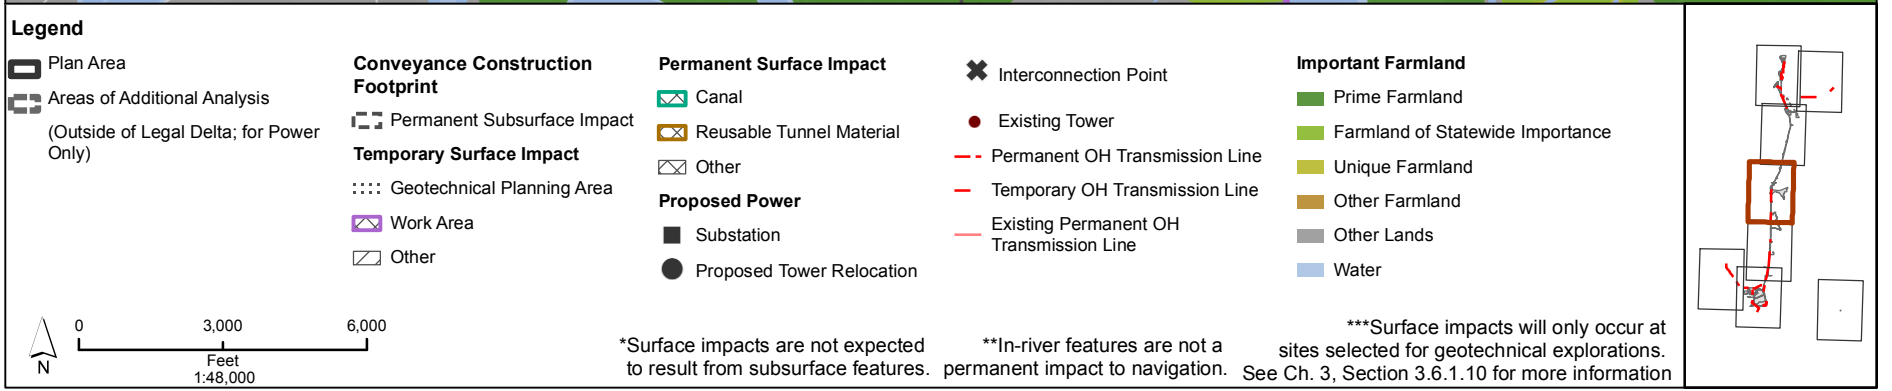 Legend
Plan Area
Areas of Additional Analysis
(Outside of Legal Delta; for Power
Only)
Conveyance Construction
Footprint
Permanent Subsurface Impact
Temporary Surface Impact
Geotechnical Planning Area
Work Area
Other
Permanent Surface Impact
Canal
Reusable Tunnel Material
Other
Proposed Power
Substation
Proposed Tower Relocation
Interconnection Point
Existing Tower
Permanent OH Transmission Line
Temporary OH Transmission Line
Existing Permanent OH
Transmission Line
Important Farmland
Prime Farmland
Farmland of Statewide Importance
Unique Farmland
Other Farmland
Other Lands
Water
N
0 3,000 6,000
Feet
1:48,000
*Surface impacts are not expected
to result from subsurface features.
**In-river features are not a
permanent impact to navigation.
***Surface impacts will only occur at
sites selected for geotechnical explorations.
See Ch. 3, Section 3.6.1.10 for more information